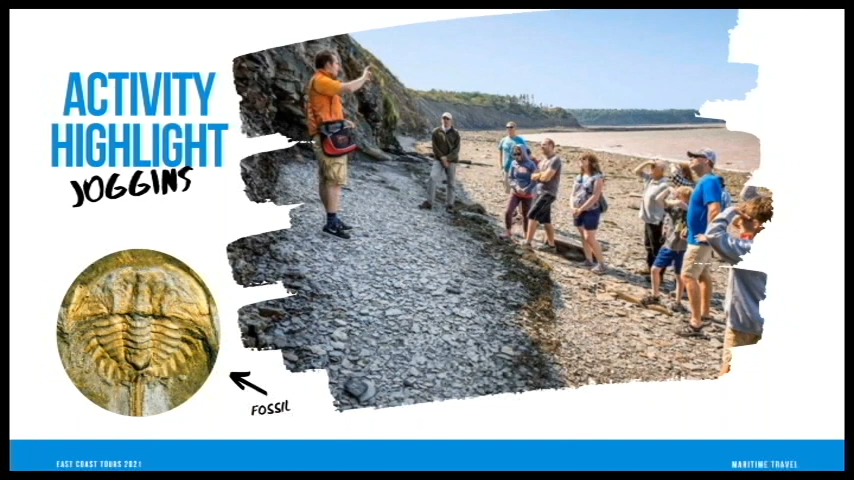 ACTIVITY
HIGHLIGHT
JOGGINS
FOSSIL
EAST COAST TOURS 2021
MARITIME TRAVEL